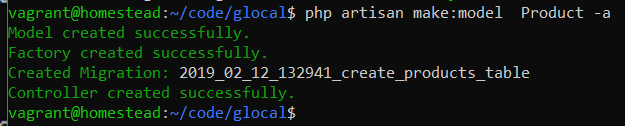 vagrant@homestead:~/code/glocal$ php artisan make:model  Product -a
Model created successfully.
Factory created successfully.
Created Migration: 2019_02_12_132941_create_products_table
Controller created successfully.
vagrant@homestead:~/code/glocal$